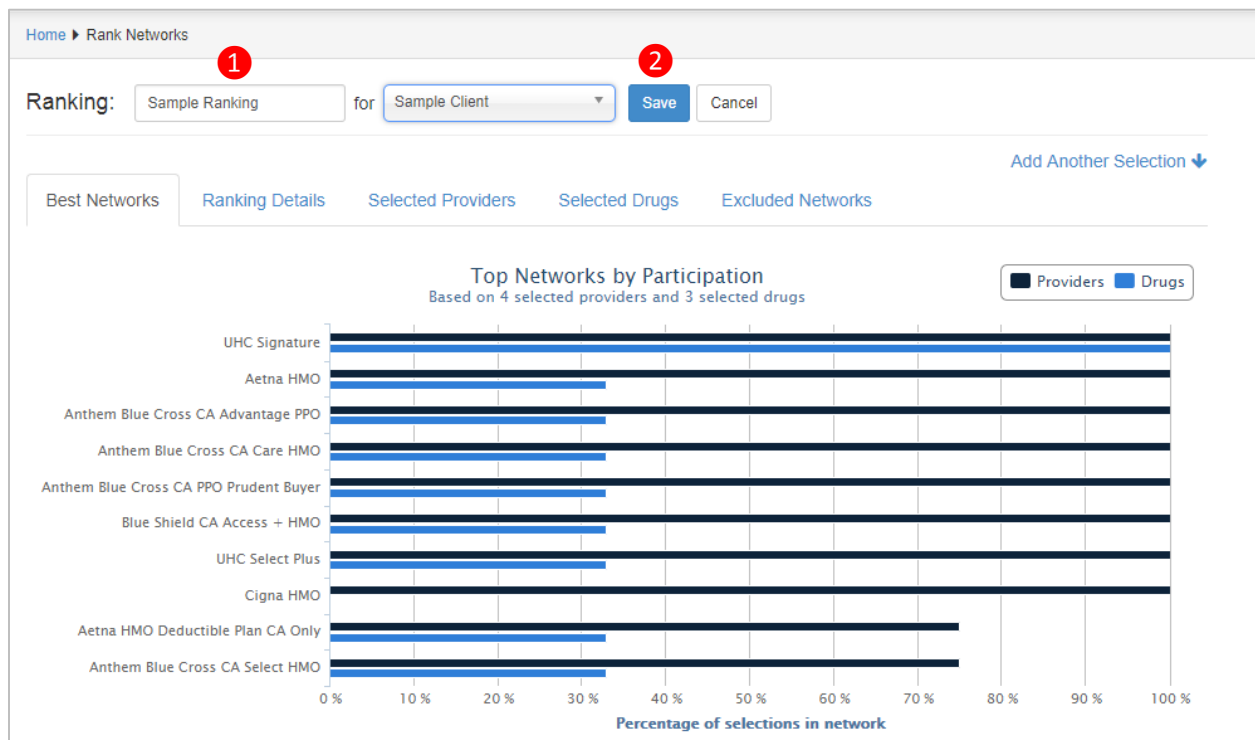 Home ▶ Rank Networks
1
2
Ranking: Sample Ranking for Sample Client Save Cancel
Add Another Selection
Best Networks Ranking Details Selected Providers Selected Drugs Excluded Networks
Top Networks by Participation
Based on 4 selected providers and 3 selected drugs
Providers Drugs
UHC Signature
Aetna HMO
Anthem Blue Cross CA Advantage PPO
Anthem Blue Cross CA Care HMO
Anthem Blue Cross CA PPO Prudent Buyer
Blue Shield CA Access + HMO
UHC Select Plus
Cigna HMO
Aetna HMO Deductible Plan CA Only
Anthem Blue Cross CA Select HMO
0 % 10 % 20 % 30 % 40 % 50 % 60 % 70 % 80 % 90 % 100 %
Percentage of selections in network